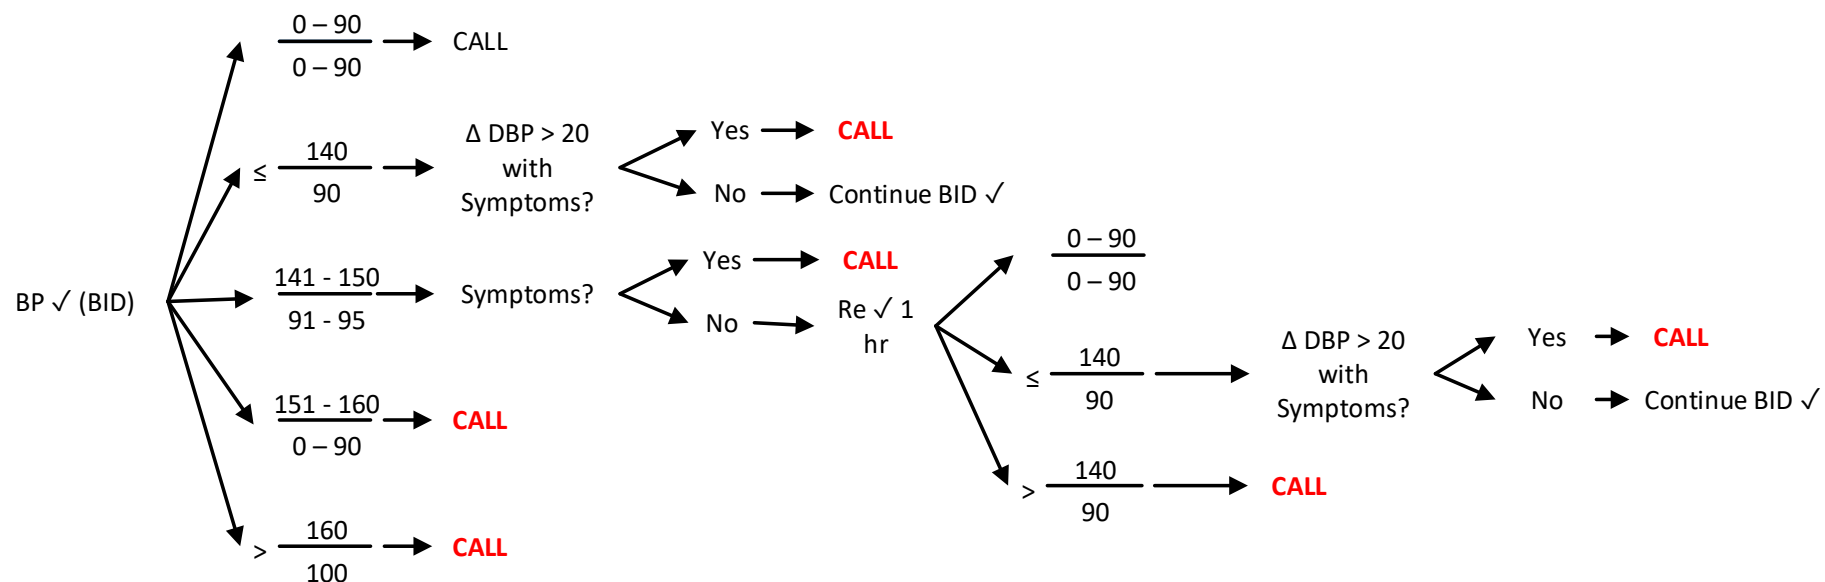 BP ✓ (BID)
0 – 90
0 – 90
CALL
≤ 140
90
Δ DBP > 20
with
Symptoms?
Yes
CALL
No
Continue BID ✓
141 - 150
91 - 95
Symptoms?
Yes
CALL
No
Re ✓ 1
hr
0 – 90
0 – 90
≤ 140
90
Δ DBP > 20
with
Symptoms?
Yes
CALL
No
Continue BID ✓
> 140
90
CALL
151 - 160
0 – 90
CALL
> 160
100
CALL